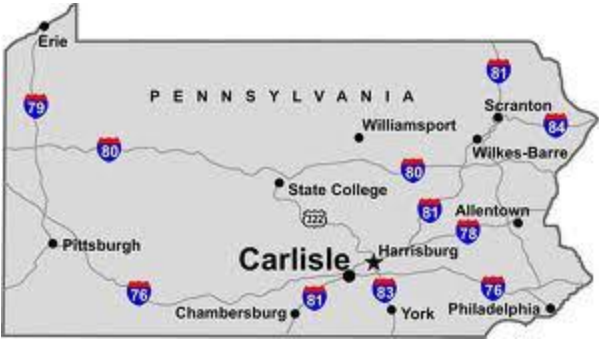 Erie
81
79
PENNSYLVANIA
Scranton
Williamsport
84
80
Wilkes-Barre
80
State College
81
Allentown
322
78
Pittsburgh
Harrisburg
Carlisle
76
81
83
76
Chambersburg
York
Philadelphia